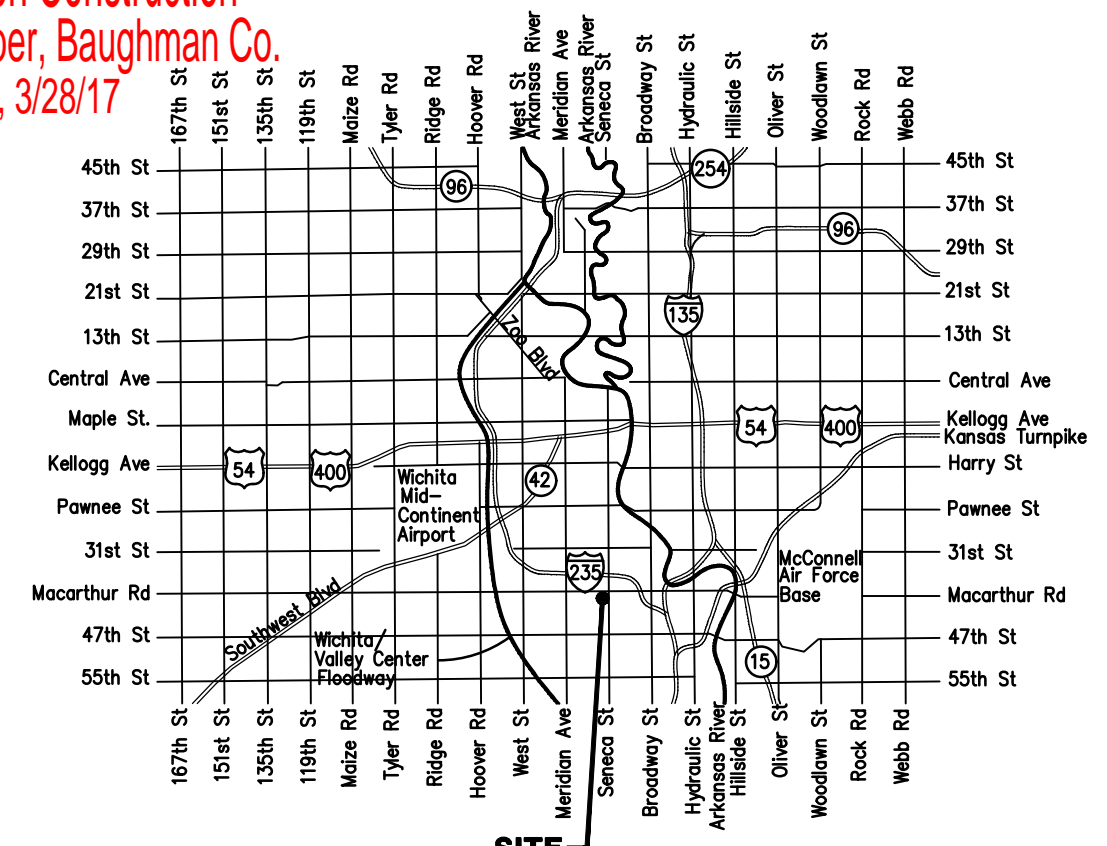 on Construction
ber, Baughman Co.
, 3/28/17
167th St
151st St
135th St
119th St
Maize Rd
Tyler Rd
Ridge Rd
Hoover Rd
West St
Arkansas River
Meridian Ave
Arkansas River
Seneca St
Broadway St
Hydraulic St
Hillside St
Oliver St
Woodlawn St
Rock Rd
Webb Rd
45th St
37th St
29th St
21st St
13th St
Central Ave
Maple St.
Kellogg Ave
Pawnee St
31st St
Macarthur Rd
47th St
55th St
96
254
96
135
Zoo Blvd
54
400
54
400
42
Wichita
Mid-
Continent
Airport
235
McConnell
Air Force
Base
Southwest Blvd
Wichita/
Valley Center
Floodway
15
45th St
37th St
29th St
21st St
13th St
Central Ave
Kellogg Ave
Kansas Turnpike
Harry St
Pawnee St
31st St
Macarthur Rd
47th St
55th St
167th St
151st St
135th St
119th St
Maize Rd
Tyler Rd
Ridge Rd
Hoover Rd
West St
Meridian Ave
Seneca St
Broadway St
Hydraulic St
Arkansas River
Hillside St
Oliver St
Woodlawn St
Rock Rd
Webb Rd
SITE